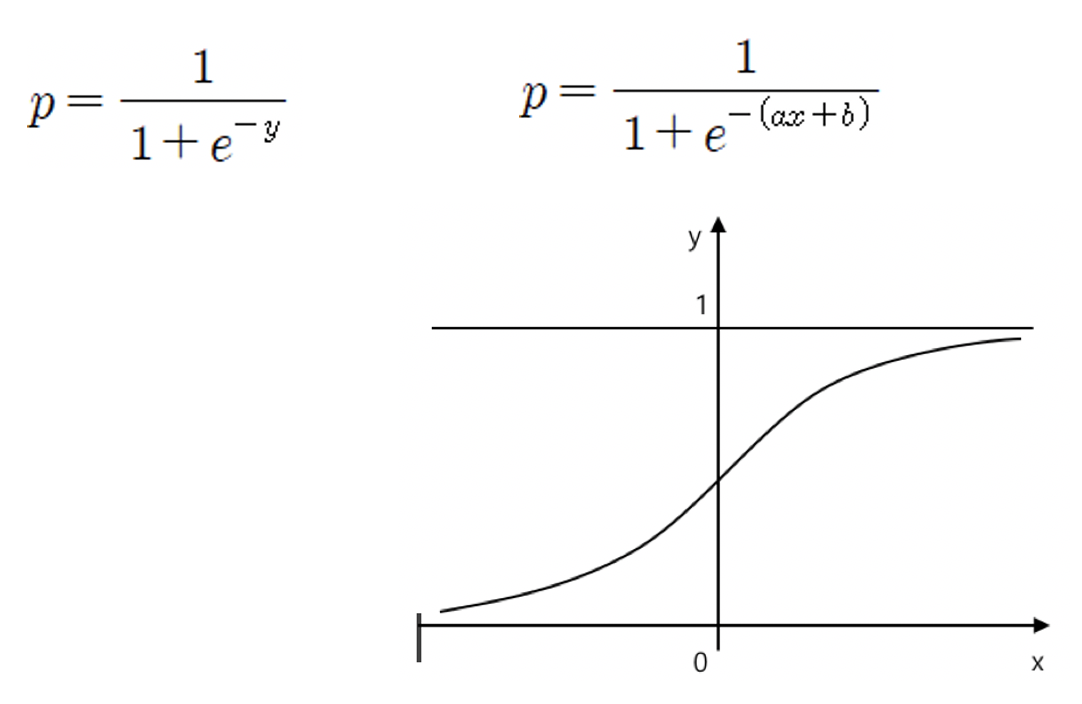 p = 1 / (1 + e^{-y})
p = 1 / (1 + e^{-(ax+b)})
y
1
0
x